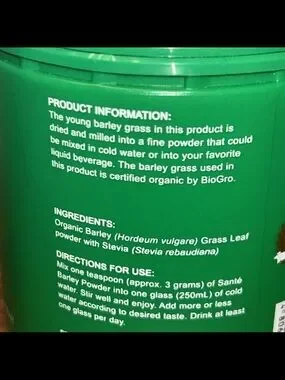 PRODUCT INFORMATION:
The young barley grass in this product is
dried and milled into a fine powder that could
be mixed in cold water or into your favorite
liquid beverage. The barley grass used in
this product is certified organic by BioGro.
INGREDIENTS:
Organic Barley (Hordeum vulgare) Grass Leaf
powder with Stevia (Stevia rebaudiana)
DIRECTIONS FOR USE:
Mix one teaspoon (approx. 3 grams) of Santé
Barley Powder into one glass (250mL) of cold
water. Stir well and enjoy. Add more or less
water according to desired taste. Drink at least
one glass per day.